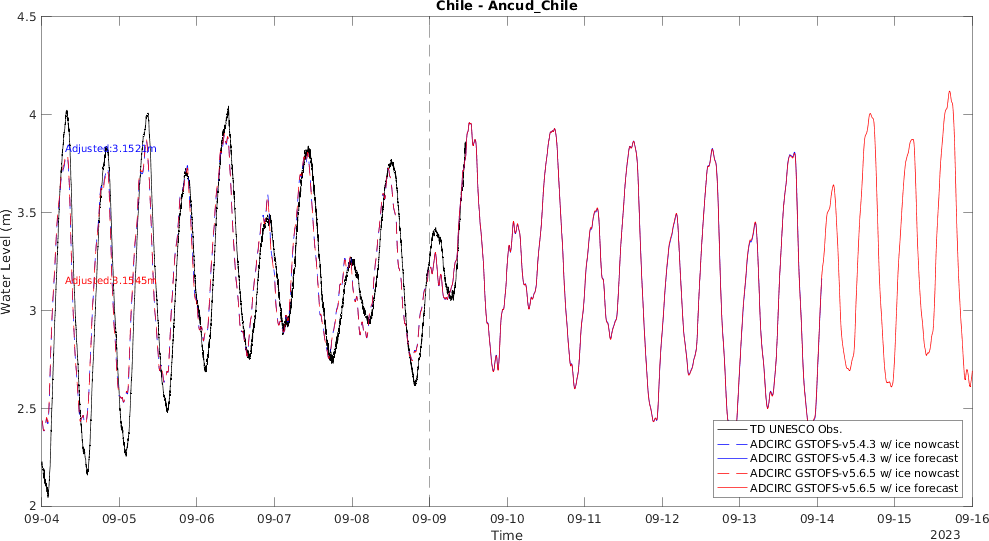 Chile - Ancud_Chile
4.5
4
3.5
3
2.5
2
Water Level (m)
Adjusted:3.1521m
Adjusted:3.1545m
TD UNESCO Obs.
ADCIRC GSTOFS-v5.4.3 w/ ice nowcast
ADCIRC GSTOFS-v5.4.3 w/ ice forecast
ADCIRC GSTOFS-v5.6.5 w/ ice nowcast
ADCIRC GSTOFS-v5.6.5 w/ ice forecast
09-04 09-05 09-06 09-07 09-08 09-09 09-10 09-11 09-12 09-13 09-14 09-15 09-16
Time
2023